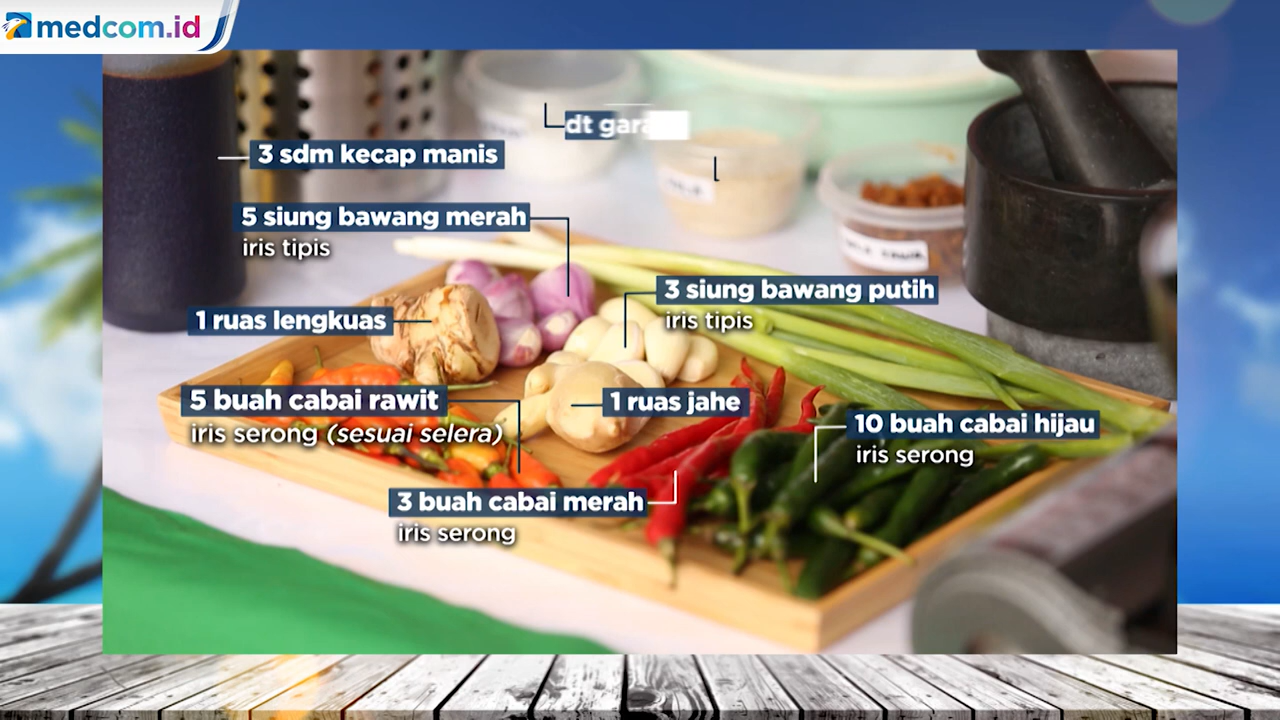 medcom.id
dt gara
3 sdm kecap manis
5 siung bawang merah
iris tipis
3 siung bawang putih
iris tipis
1 ruas lengkuas
5 buah cabai rawit
iris serong (sesuai selera)
1 ruas jahe
10 buah cabai hijau
iris serong
3 buah cabai merah
iris serong